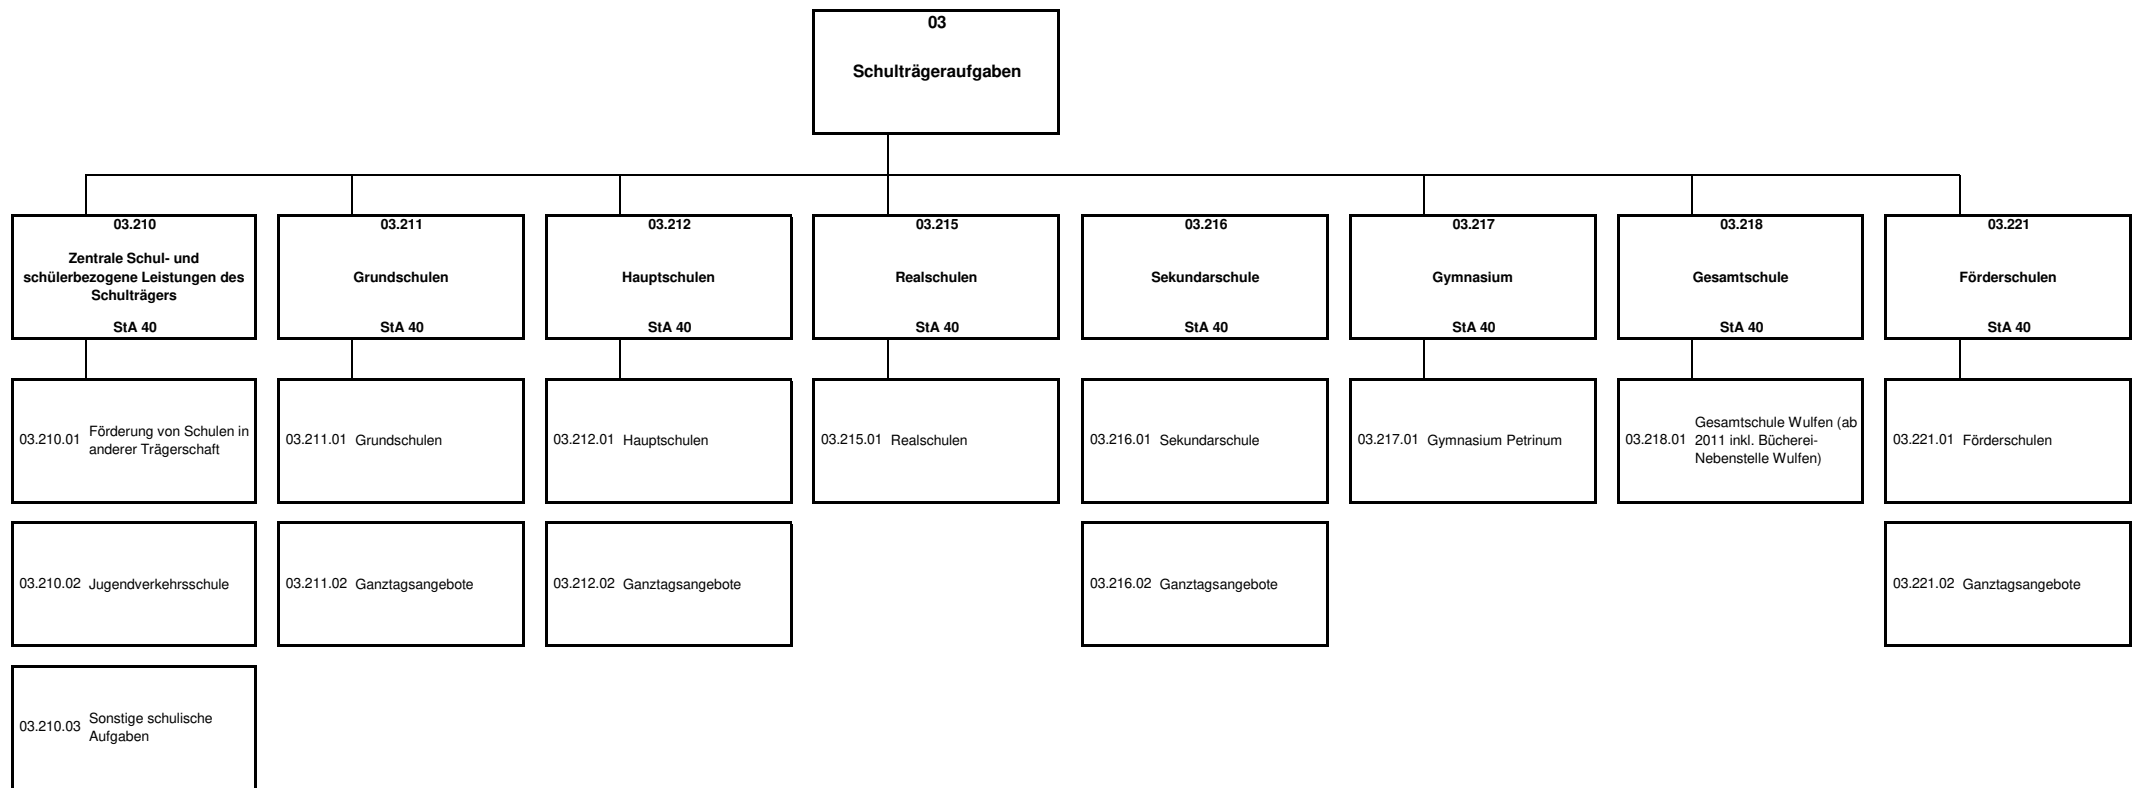 03
Schulträgeraufgaben
03.210
Zentrale Schul- und
schülerbezogene Leistungen des
Schulträgers
StA 40
03.211
Grundschulen
StA 40
03.212
Hauptschulen
StA 40
03.215
Realschulen
StA 40
03.216
Sekundarschule
StA 40
03.217
Gymnasium
StA 40
03.218
Gesamtschule
StA 40
03.221
Förderschulen
StA 40
03.210.01 Förderung von Schulen in
anderer Trägerschaft
03.211.01 Grundschulen
03.212.01 Hauptschulen
03.215.01 Realschulen
03.216.01 Sekundarschule
03.217.01 Gymnasium Petrinum
03.218.01 Gesamtschule Wulfen (ab
2011 inkl. Bücherei-
Nebenstelle Wulfen)
03.221.01 Förderschulen
03.210.02 Jugendverkehrsschule
03.211.02 Ganztagsangebote
03.212.02 Ganztagsangebote
03.216.02 Ganztagsangebote
03.221.02 Ganztagsangebote
03.210.03 Sonstige schulische
Aufgaben